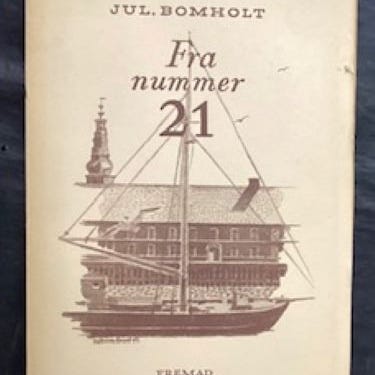 JUL. BOMHOLT
Fra
nummer
21
FREMAD